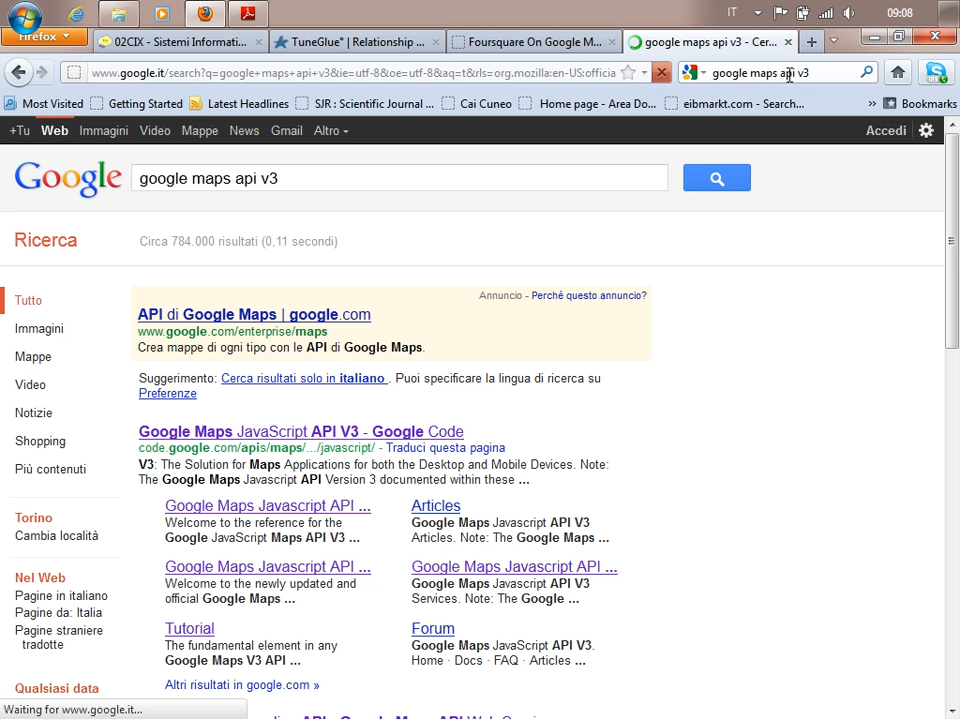 IT
09:08
Firefox
02CIX - Sistemi Informati...
TuneGlue° | Relationship ...
Foursquare On Google M...
google maps api v3 - Cer...
www.google.it/search?q=google+maps+api+v3&ie=utf-8&oe=utf-8&aq=t&rls=org.mozilla:en-US:officia
google maps api v3
Most Visited
Getting Started
Latest Headlines
SJR : Scientific Journal ...
Cai Cuneo
Home page - Area Do...
eibmarkt.com - Search...
»
Bookmarks
+Tu Web Immagini Video Mappe News Gmail Altro
Accedi
Google
google maps api v3
Ricerca
Circa 784.000 risultati (0,11 secondi)
Tutto
Immagini
Mappe
Video
Notizie
Shopping
Più contenuti
Torino
Cambia località
Nel Web
Pagine in italiano
Pagine da: Italia
Pagine straniere
tradotte
Qualsiasi data
Annuncio - Perché questo annuncio?
API di Google Maps | google.com
www.google.com/enterprise/maps
Crea mappe di ogni tipo con le API di Google Maps.
Suggerimento: Cerca risultati solo in italiano . Puoi specificare la lingua di ricerca su
Preferenze
Google Maps JavaScript API V3 - Google Code
code.google.com/apis/maps/.../javascript/ - Traduci questa pagina
V3: The Solution for Maps Applications for both the Desktop and Mobile Devices. Note:
The Google Maps Javascript API Version 3 documented within these ...
Google Maps Javascript API ...
Welcome to the reference for the
Google JavaScript Maps API V3 ...
Articles
Google Maps Javascript API V3
Articles. Note: The Google Maps ...
Google Maps Javascript API ...
Welcome to the newly updated and
official Google Maps ...
Google Maps Javascript API ...
Google Maps Javascript API V3
Services. Note: The Google ...
Tutorial
The fundamental element in any
Google Maps V3 API ...
Forum
Google Maps JavaScript API V3.
Home · Docs · FAQ · Articles ...
Altri risultati in google.com »
Waiting for www.google.it...